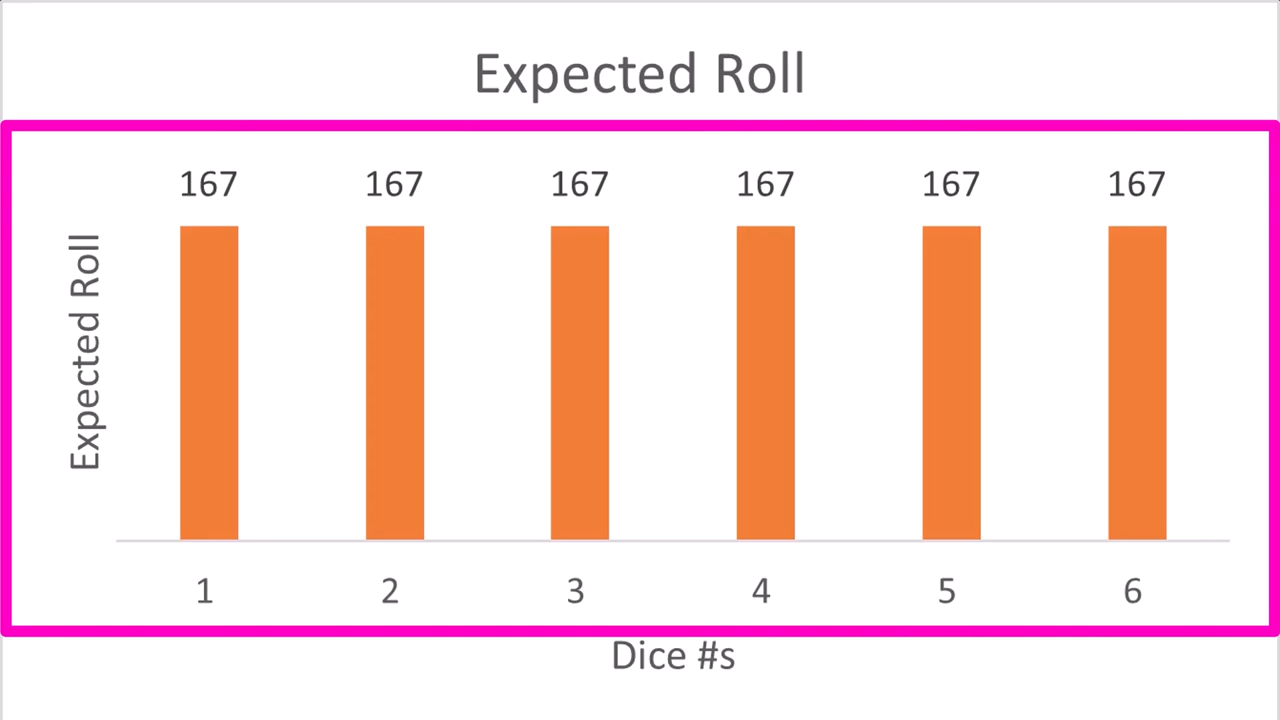 Expected Roll
167 167 167 167 167 167
Expected Roll
1 2 3 4 5 6
Dice #s